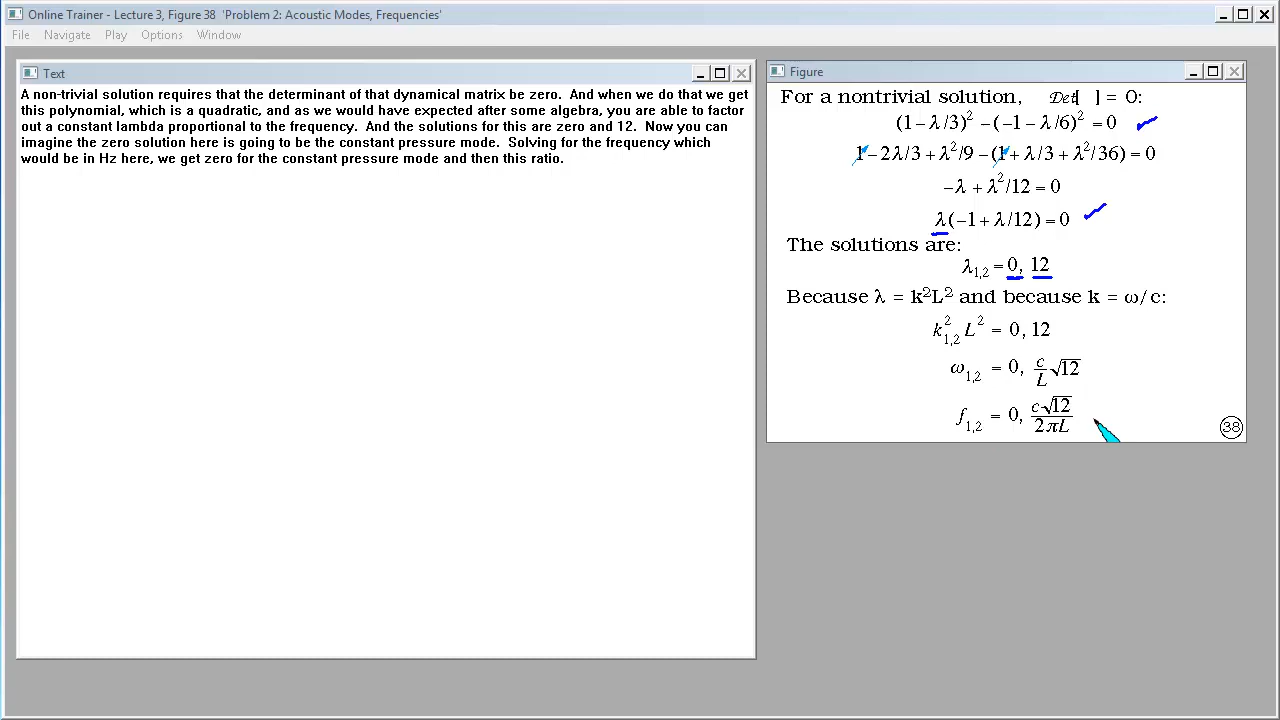 Online Trainer - Lecture 3, Figure 38 'Problem 2: Acoustic Modes, Frequencies'
File Navigate Play Options Window
Text
A non-trivial solution requires that the determinant of that dynamical matrix be zero. And when we do that we get
this polynomial, which is a quadratic, and as we would have expected after some algebra, you are able to factor
out a constant lambda proportional to the frequency. And the solutions for this are zero and 12. Now you can
imagine the zero solution here is going to be the constant pressure mode. Solving for the frequency which
would be in Hz here, we get zero for the constant pressure mode and then this ratio.
Figure
For a nontrivial solution, Det[ ] = 0:
(1 – λ/3)² – (–1 – λ/6)² = 0
1 – 2λ/3 + λ²/9 – (1 + λ/3 + λ²/36) = 0
–λ + λ²/12 = 0
λ(–1 + λ/12) = 0
The solutions are:
λ₁,₂ = 0, 12
Because λ = k²L² and because k = ω/c:
k²₁,₂ L² = 0, 12
ω₁,₂ = 0, c/L √12
f₁,₂ = 0, c√12 / 2πL
38